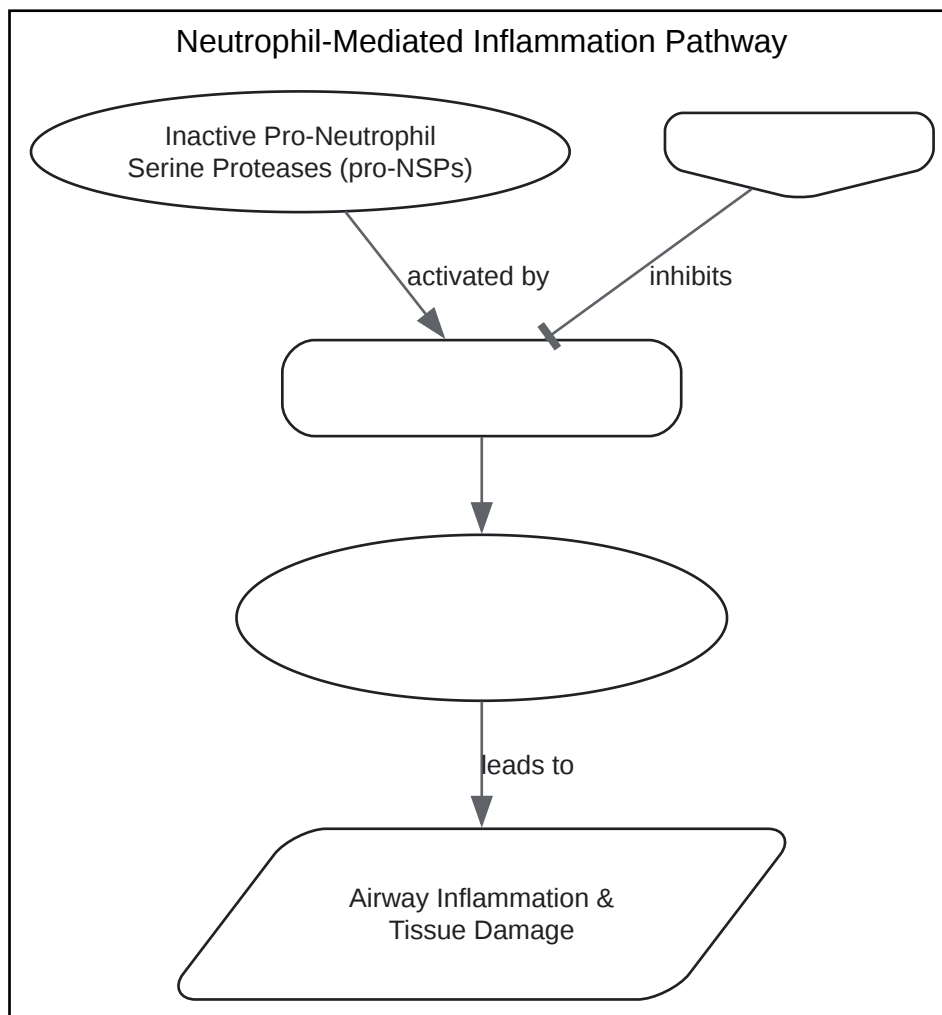 Neutrophil-Mediated Inflammation Pathway
Inactive Pro-Neutrophil
Serine Proteases (pro-NSPs)
activated by
inhibits
leads to
Airway Inflammation &
Tissue Damage